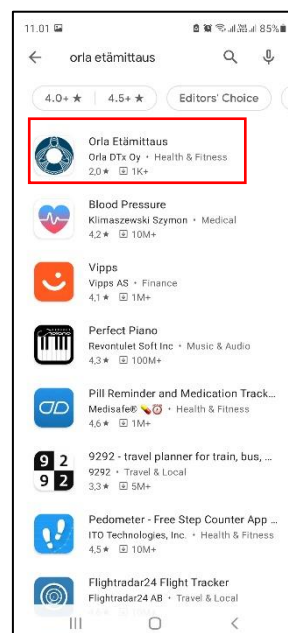 11.01 85%
orla etämittaus
4.0+ ★ 4.5+ ★ Editors' Choice
Orla Etämittaus
Orla DTx Oy • Health & Fitness
2,0★ 1K+
Blood Pressure
Klimaszewski Szymon • Medical
4,2★ 10M+
Vipps
Vipps AS • Finance
4,1★ 1M+
Perfect Piano
Revontulet Soft Inc • Music & Audio
4,3★ 100M+
Pill Reminder and Medication Track...
Medisafe® 💊⏰ • Health & Fitness
4,6★ 1M+
9 2
9 2
9292 - travel planner for train, bus, ...
9292 • Travel & Local
3,3★ 5M+
Pedometer - Free Step Counter App ...
ITO Technologies, Inc. • Health & Fitness
4,5★ 10M+
Flightradar24 Flight Tracker
Flightradar24 AB • Travel & Local